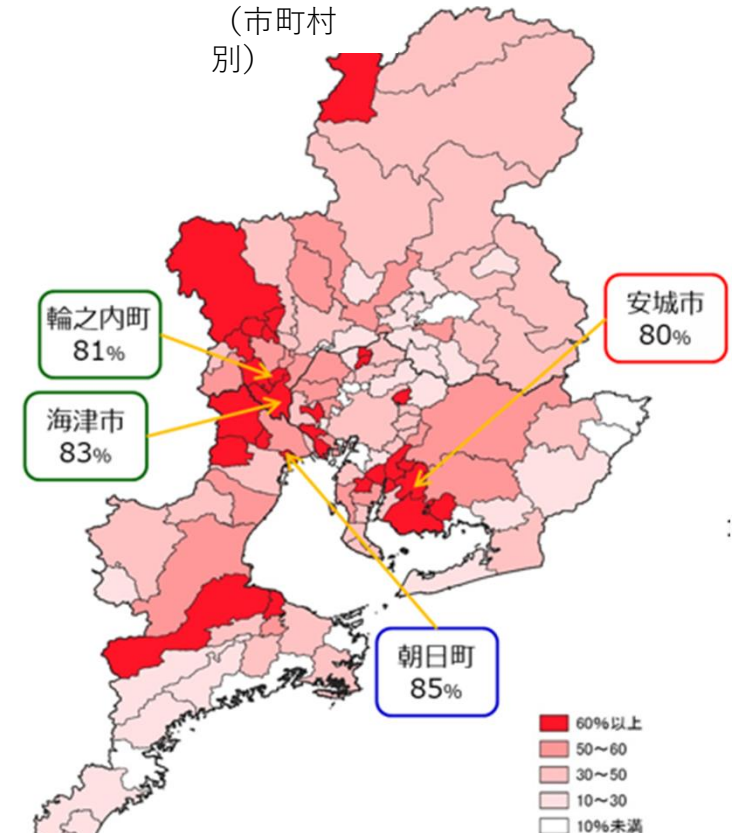 （市町村
別）
輪之内町
81%
海津市
83%
安城市
80%
朝日町
85%
60%以上
50～60
30～50
10～30
10%未満
: